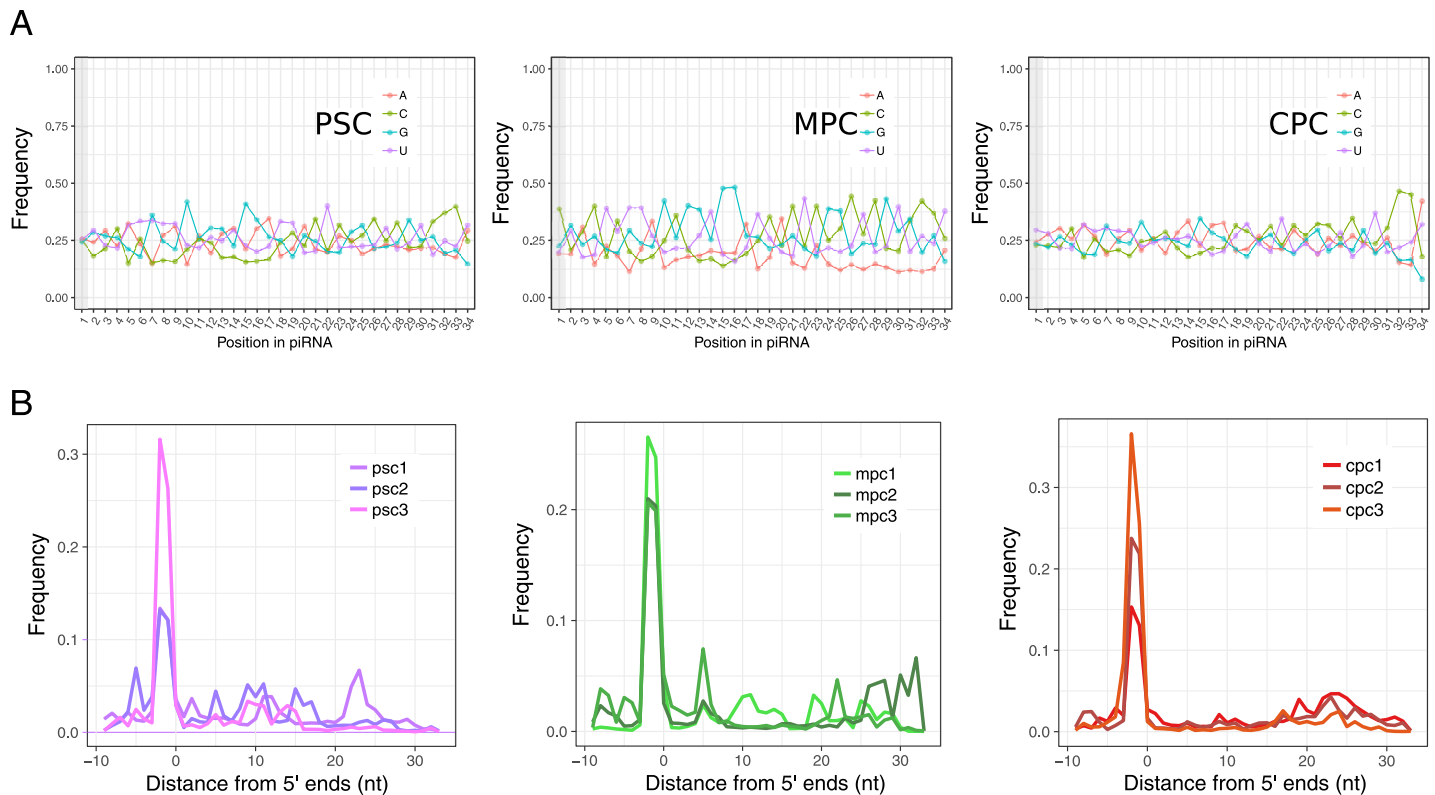 A
1.00
0.75
0.50
0.25
0.00
Frequency
PSC
A
C
G
U
1 2 3 4 5 6 7 8 9 10 11 12 13 14 15 16 17 18 19 20 21 22 23 24 25 26 27 28 29 30 31 32 33 34
Position in piRNA
1.00
0.75
0.50
0.25
0.00
Frequency
MPC
A
C
G
U
1 2 3 4 5 6 7 8 9 10 11 12 13 14 15 16 17 18 19 20 21 22 23 24 25 26 27 28 29 30 31 32 33 34
Position in piRNA
1.00
0.75
0.50
0.25
0.00
Frequency
CPC
A
C
G
U
1 2 3 4 5 6 7 8 9 10 11 12 13 14 15 16 17 18 19 20 21 22 23 24 25 26 27 28 29 30 31 32 33 34
Position in piRNA
B
0.3
0.2
0.1
0.0
Frequency
psc1
psc2
psc3
−10 0 10 20 30
Distance from 5' ends (nt)
0.2
0.1
0.0
Frequency
mpc1
mpc2
mpc3
−10 0 10 20 30
Distance from 5' ends (nt)
0.3
0.2
0.1
0.0
Frequency
cpc1
cpc2
cpc3
−10 0 10 20 30
Distance from 5' ends (nt)